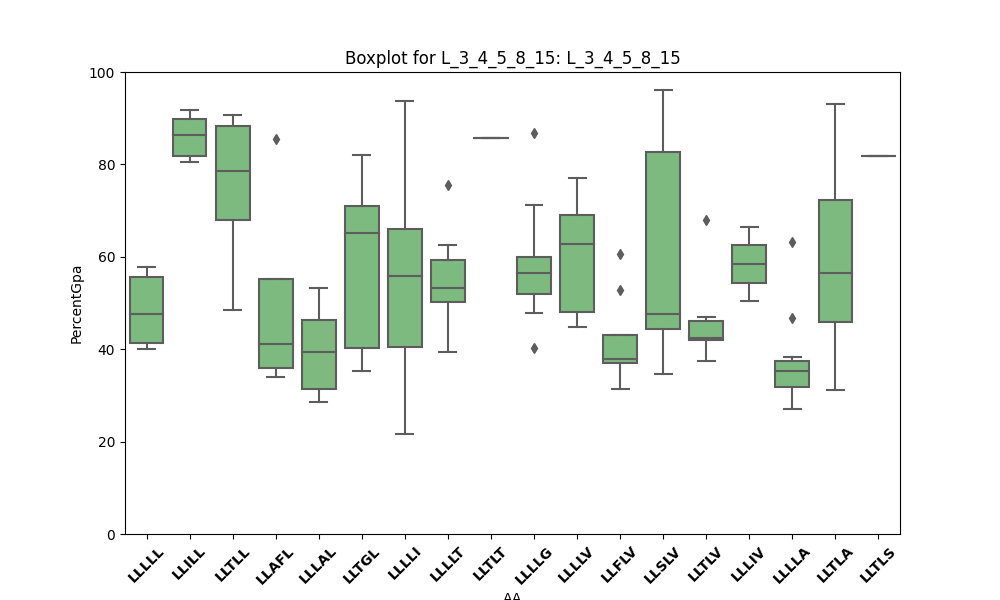 Boxplot for L_3_4_5_8_15: L_3_4_5_8_15
100
80
60
40
20
0
PercentGpa
LLLLL LLILL LLTLL LLAFL LLLAL LLTGL LLLLI LLLLT LLTLT LLLLG LLLLV LLFLV LLSLV LLTLV LLLIV LLLLA LLTLA LLTLS
AA